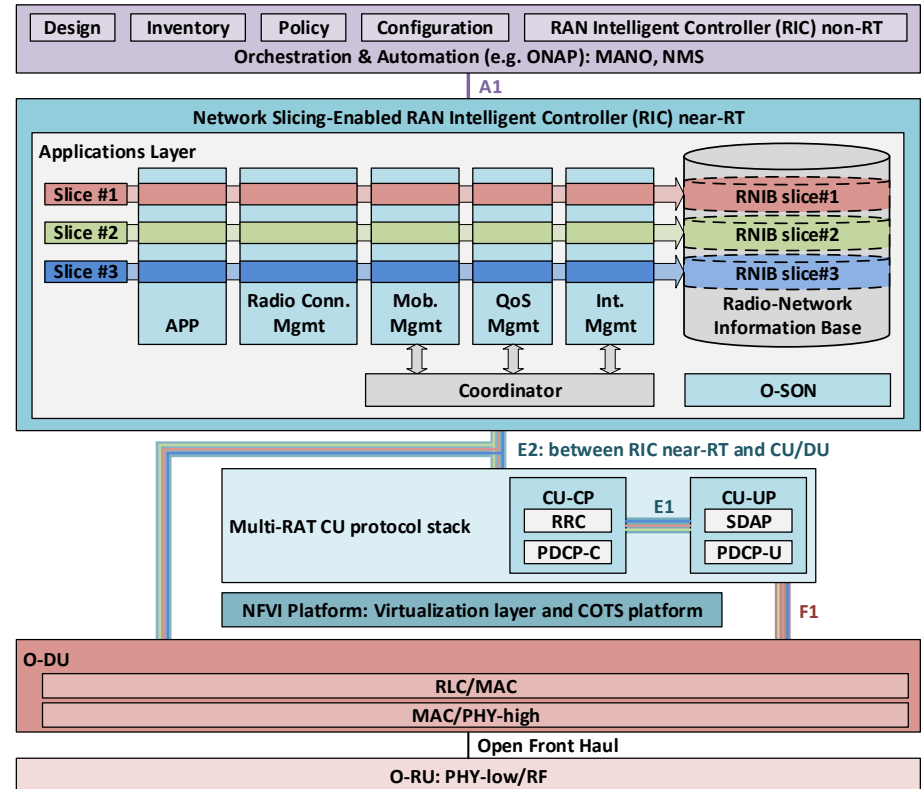 Design
Inventory
Policy
Configuration
RAN Intelligent Controller (RIC) non-RT
Orchestration & Automation (e.g. ONAP): MANO, NMS
A1
Network Slicing-Enabled RAN Intelligent Controller (RIC) near-RT
Applications Layer
Slice #1
RNIB slice#1
Slice #2
RNIB slice#2
Slice #3
RNIB slice#3
APP
Radio Conn.
Mgmt
Mob.
Mgmt
QoS
Mgmt
Int.
Mgmt
Radio-Network
Information Base
Coordinator
O-SON
E2: between RIC near-RT and CU/DU
Multi-RAT CU protocol stack
CU-CP
RRC
PDCP-C
E1
CU-UP
SDAP
PDCP-U
NFVI Platform: Virtualization layer and COTS platform
F1
O-DU
RLC/MAC
MAC/PHY-high
Open Front Haul
O-RU: PHY-low/RF